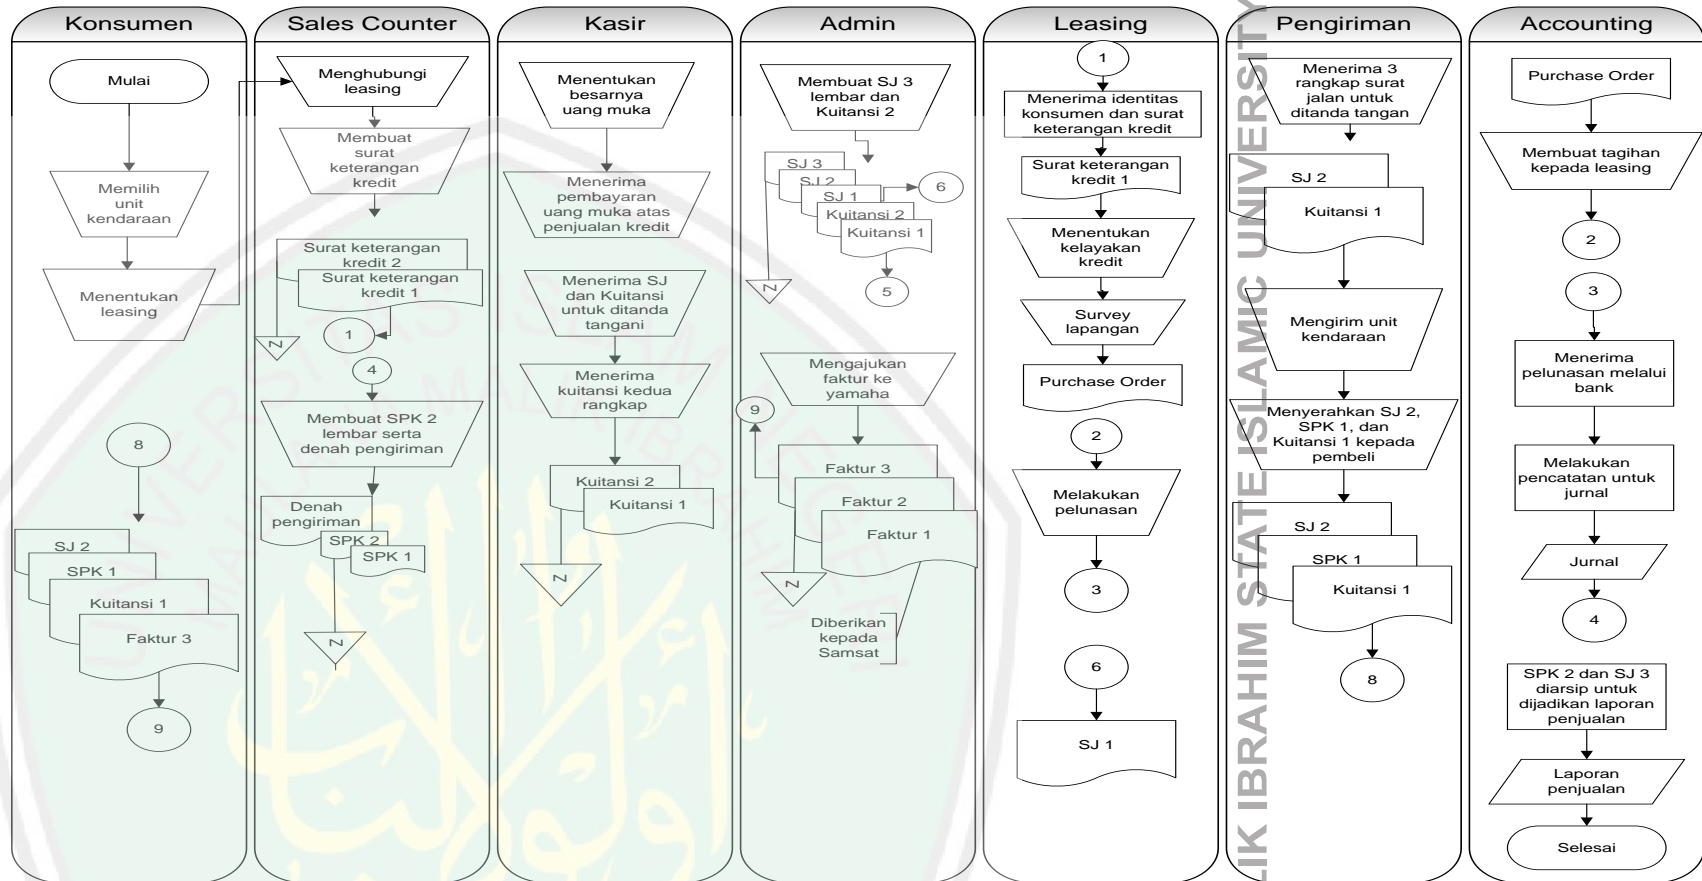 Konsumen
Mulai
Memilih
unit
kendaraan
Menentukan
leasing
8
SJ 2
SPK 1
Kuitansi 1
Faktur 3
9
Sales Counter
Menghubungi
leasing
Membuat
surat
keterangan
kredit
Surat keterangan
kredit 2
Surat keterangan
kredit 1
N
1
4
Membuat SPK 2
lembar serta
denah pengiriman
Denah
pengiriman
SPK 2
SPK 1
N
Kasir
Menentukan
besarnya
uang muka
Menerima
pembayaran
uang muka atas
penjualan kredit
Menerima SJ
dan Kuitansi
untuk ditanda
tangani
Menerima
kuitansi kedua
rangkap
Kuitansi 2
Kuitansi 1
N
Admin
Membuat SJ 3
lembar dan
Kuitansi 2
SJ 3
SJ 2
SJ 1
Kuitansi 2
Kuitansi 1
6
N
5
Mengajukan
faktur ke
yamaha
9
Faktur 3
Faktur 2
Faktur 1
N
Diberikan
kepada
Samsat
Leasing
1
Menerima identitas
konsumen dan surat
keterangan kredit
Surat keterangan
kredit 1
Menentukan
kelayakan
kredit
Survey
lapangan
Purchase Order
2
Melakukan
pelunasan
3
6
SJ 1
Pengiriman
Menerima 3
rangkap surat
jalan untuk
ditanda tangan
SJ 2
Kuitansi 1
Mengirim unit
kendaraan
Menyerahkan SJ 2,
SPK 1, dan
Kuitansi 1 kepada
pembeli
SJ 2
SPK 1
Kuitansi 1
8
Accounting
Purchase Order
Membuat tagihan
kepada leasing
2
3
Menerima
pelunasan melalui
bank
Melakukan
pencatatan untuk
jurnal
Jurnal
4
SPK 2 dan SJ 3
diarsip untuk
dijadikan laporan
penjualan
Laporan
penjualan
Selesai
LIK IBRAHIM STATE ISLAMIC UNIVERSITY